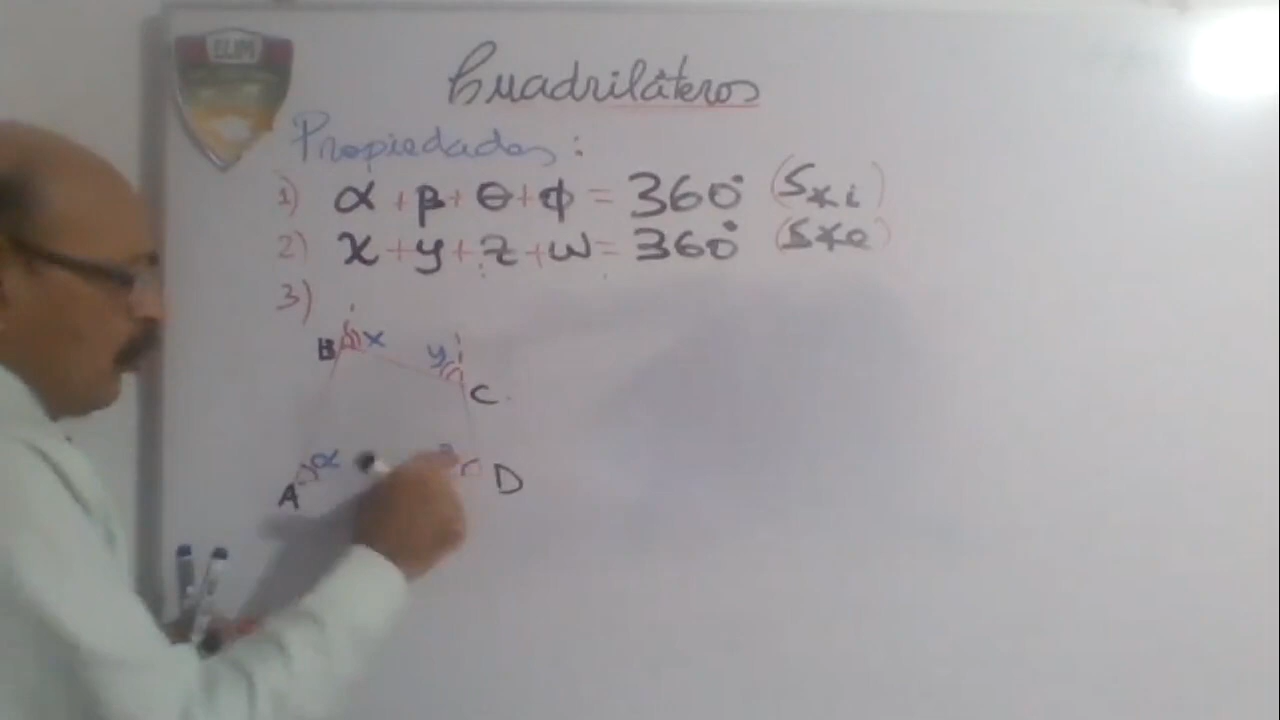 Cuadriláteros
Propiedades:
1) α + β + θ + φ = 360° (S∢i)
2) x + y + z + w = 360° (S∢e)
3)
B x
y C
A α
D